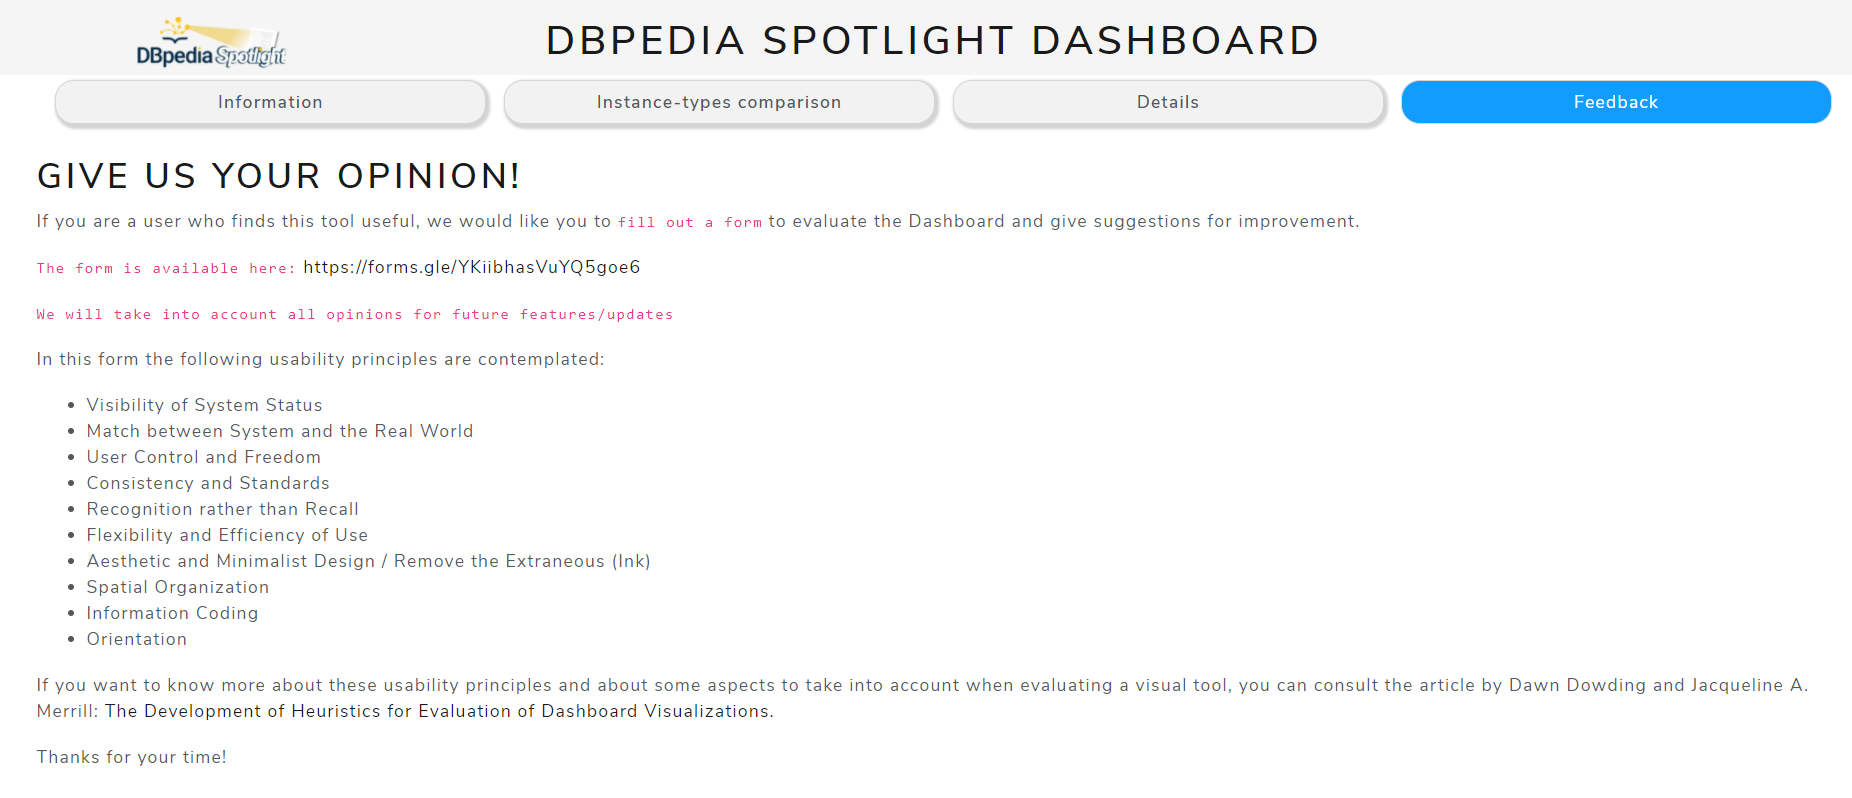 DBpedia Spotlight
DBPEDIA SPOTLIGHT DASHBOARD
Information
Instance-types comparison
Details
Feedback
GIVE US YOUR OPINION!
If you are a user who finds this tool useful, we would like you to fill out a form to evaluate the Dashboard and give suggestions for improvement.
The form is available here: https://forms.gle/YKiibhasVuYQ5goe6
We will take into account all opinions for future features/updates
In this form the following usability principles are contemplated:
• Visibility of System Status
• Match between System and the Real World
• User Control and Freedom
• Consistency and Standards
• Recognition rather than Recall
• Flexibility and Efficiency of Use
• Aesthetic and Minimalist Design / Remove the Extraneous (Ink)
• Spatial Organization
• Information Coding
• Orientation
If you want to know more about these usability principles and about some aspects to take into account when evaluating a visual tool, you can consult the article by Dawn Dowding and Jacqueline A.
Merrill: The Development of Heuristics for Evaluation of Dashboard Visualizations.
Thanks for your time!